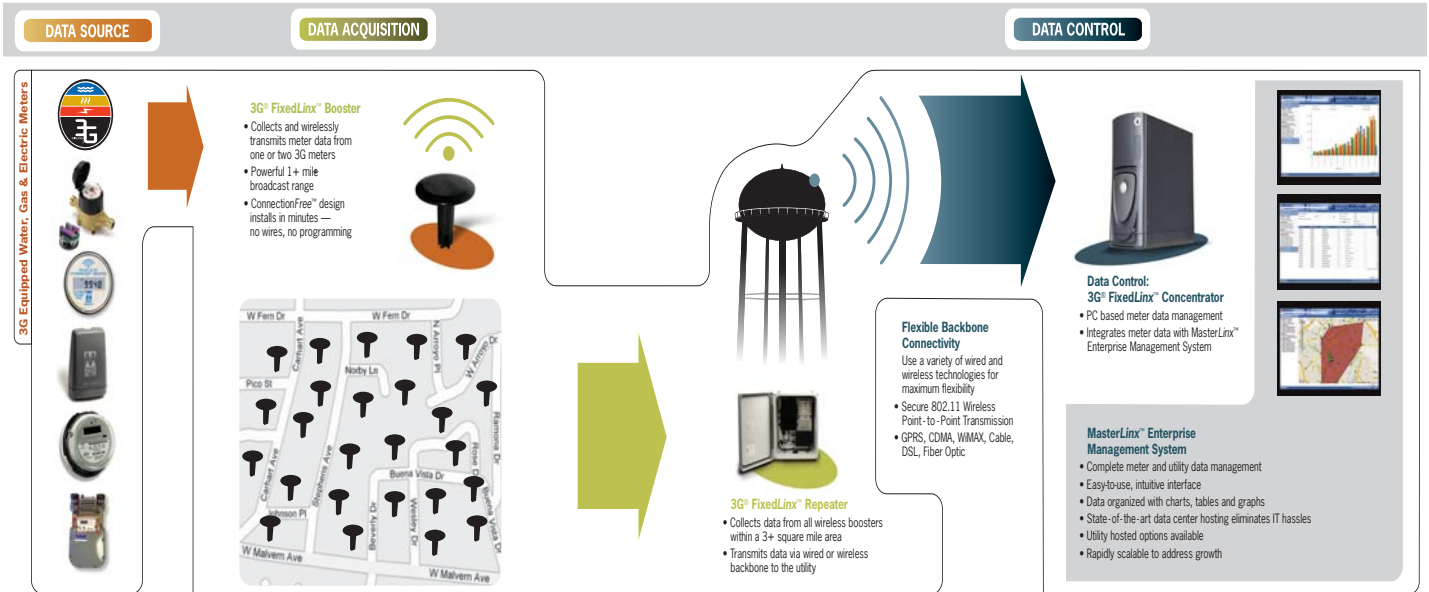 DATA SOURCE
DATA ACQUISITION
DATA CONTROL
3G Equipped Water, Gas & Electric Meters
3G
3G® FixedLinx™ Booster
• Collects and wirelessly
transmits meter data from
one or two 3G meters
• Powerful 1+ mile
broadcast range
• ConnectionFree™ design
installs in minutes —
no wires, no programming
W Fern Dr
W Fern Dr
Carhart Ave
N Arroyo Pl
Norby Ln
Pico St
Carhart Ave
Stephens Ave
Ramona Dr
Buena Vista Dr
Buena Vista Dr
Johnson Pl
Beverly Dr
Wesley Dr
W Malvern Ave
W Malvern Ave
3G® FixedLinx™ Repeater
• Collects data from all wireless boosters
within a 3+ square mile area
• Transmits data via wired or wireless
backbone to the utility
Flexible Backbone
Connectivity
Use a variety of wired and
wireless technologies for
maximum flexibility
• Secure 802.11 Wireless
Point-to-Point Transmission
• GPRS, CDMA, WiMAX, Cable,
DSL, Fiber Optic
Data Control:
3G® FixedLinx™ Concentrator
• PC based meter data management
• Integrates meter data with MasterLinx™
Enterprise Management System
MasterLinx™ Enterprise
Management System
• Complete meter and utility data management
• Easy-to-use, intuitive interface
• Data organized with charts, tables and graphs
• State-of-the-art data center hosting eliminates IT hassles
• Utility hosted options available
• Rapidly scalable to address growth